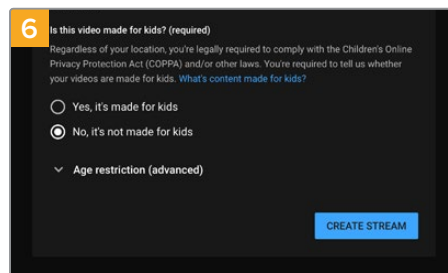 6
Is this video made for kids? (required)
Regardless of your location, you're legally required to comply with the Children's Online
Privacy Protection Act (COPPA) and/or other laws. You're required to tell us whether
your videos are made for kids. What's content made for kids?
Yes, it's made for kids
No, it's not made for kids
Age restriction (advanced)
CREATE STREAM